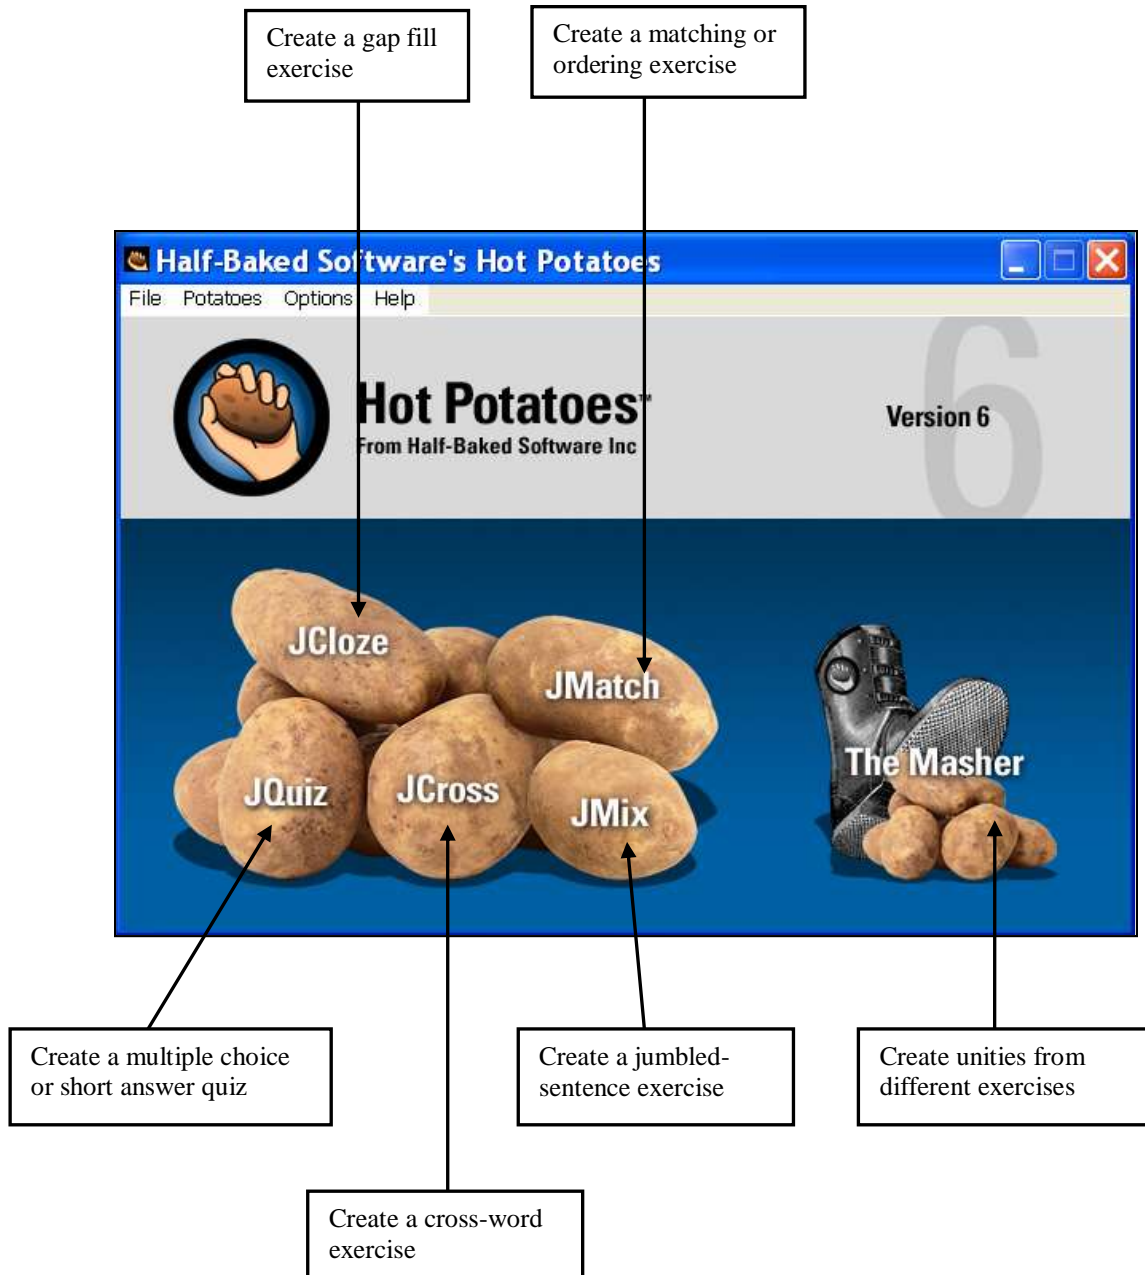 Create a gap fill
exercise
Create a matching or
ordering exercise
Half-Baked Software's Hot Potatoes
File Potatoes Options Help
6
Hot Potatoes™
From Half-Baked Software Inc
Version 6
JCloze
JMatch
The Masher
JQuiz
JCross
JMix
Create a multiple choice
or short answer quiz
Create a jumbled-
sentence exercise
Create unities from
different exercises
Create a cross-word
exercise